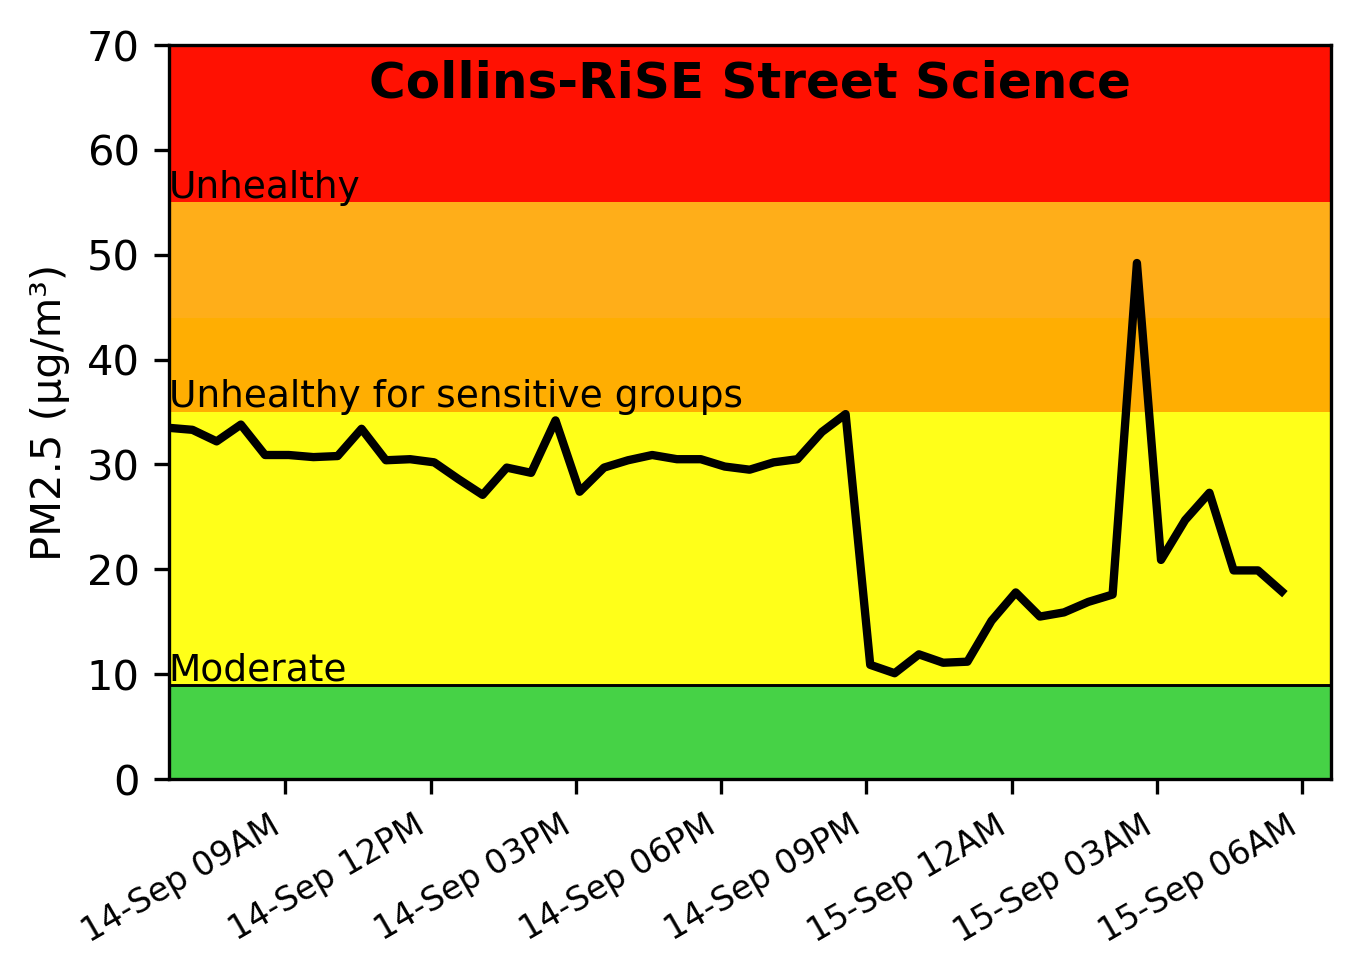 Collins-RiSE Street Science
PM2.5 (µg/m³)
70
60
50
40
30
20
10
0
Unhealthy
Unhealthy for sensitive groups
Moderate
14-Sep 09AM
14-Sep 12PM
14-Sep 03PM
14-Sep 06PM
14-Sep 09PM
15-Sep 12AM
15-Sep 03AM
15-Sep 06AM